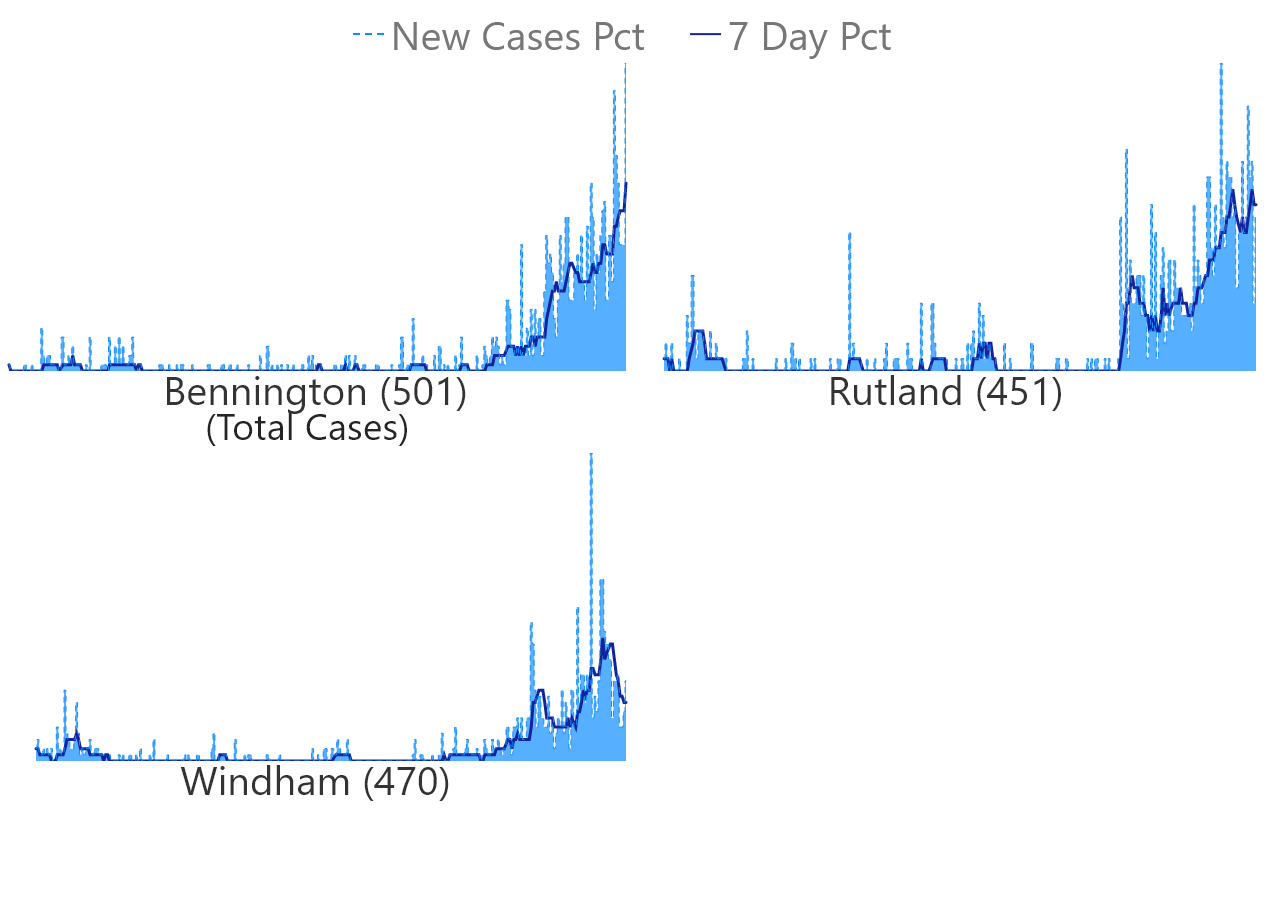 New Cases Pct 7 Day Pct
Bennington (501)
(Total Cases)
Rutland (451)
Windham (470)